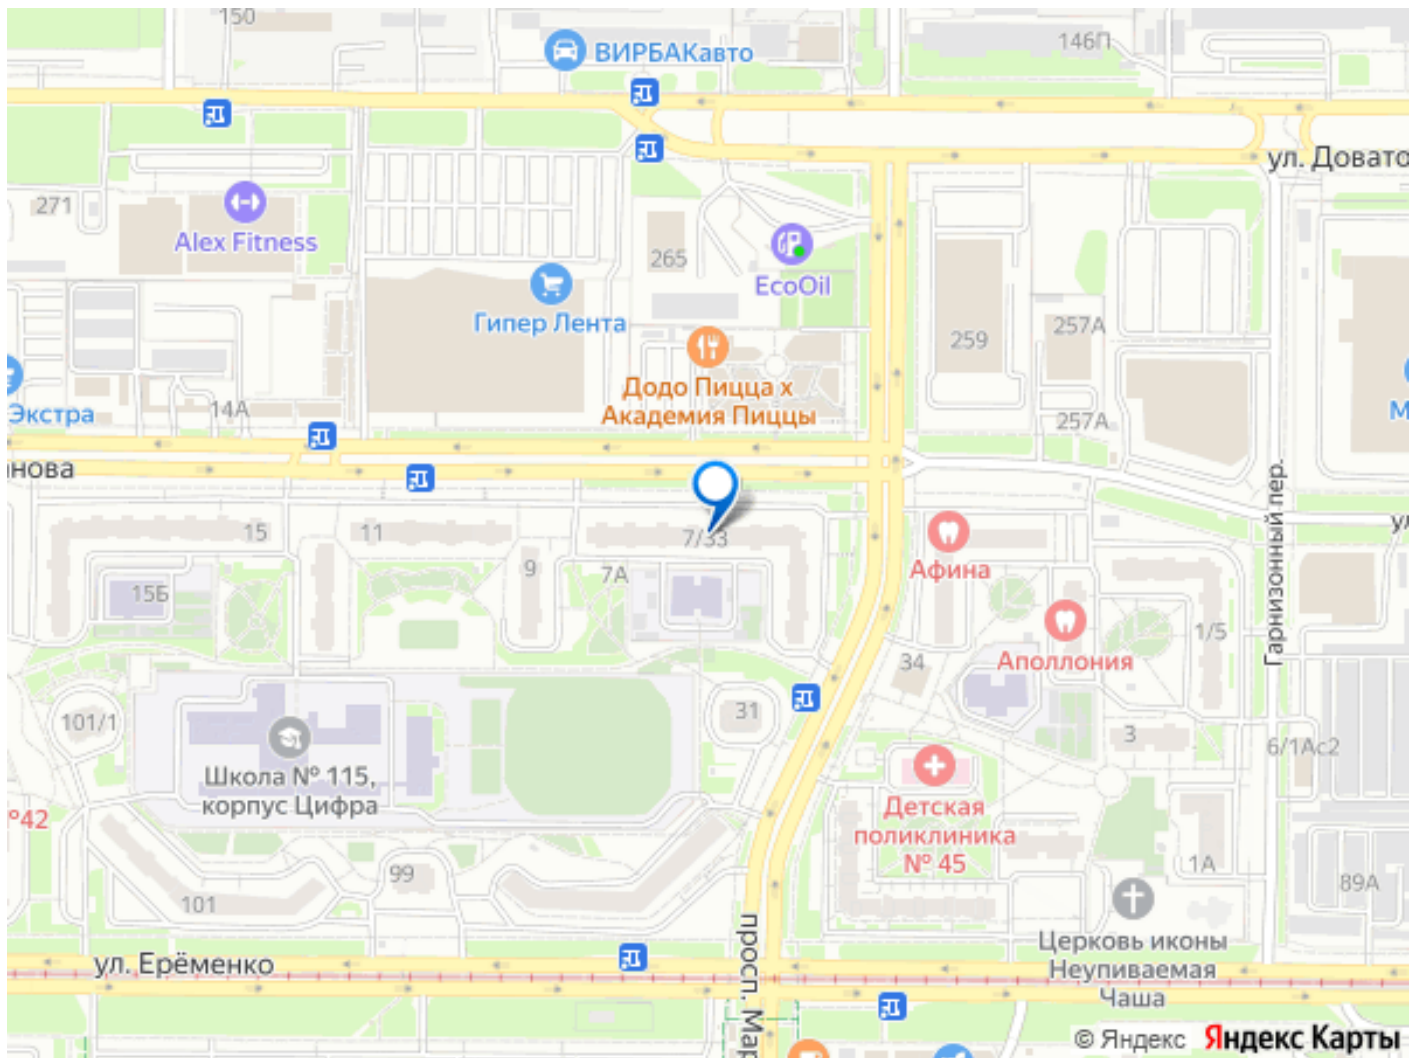 150
146П
ВИРБАКавто
ул. Довато
271
Alex Fitness
265
EcoOil
Гипер Лента
259
257А
Додо Пицца х
Академия Пиццы
Экстра
14А
257А
М
анова
Гарнизонный пер.
15
11
7/33
9
7А
15Б
Афина
ул
Аполлония
1/5
34
101/1
31
3
6/1Ас2
Школа № 115,
корпус Цифра
№42
Детская
поликлиника
№ 45
99
101
1А
89А
просп. Мар
ул. Ерёменко
Церковь иконы
Неупиваемая
Чаша
© Яндекс Яндекс Карты